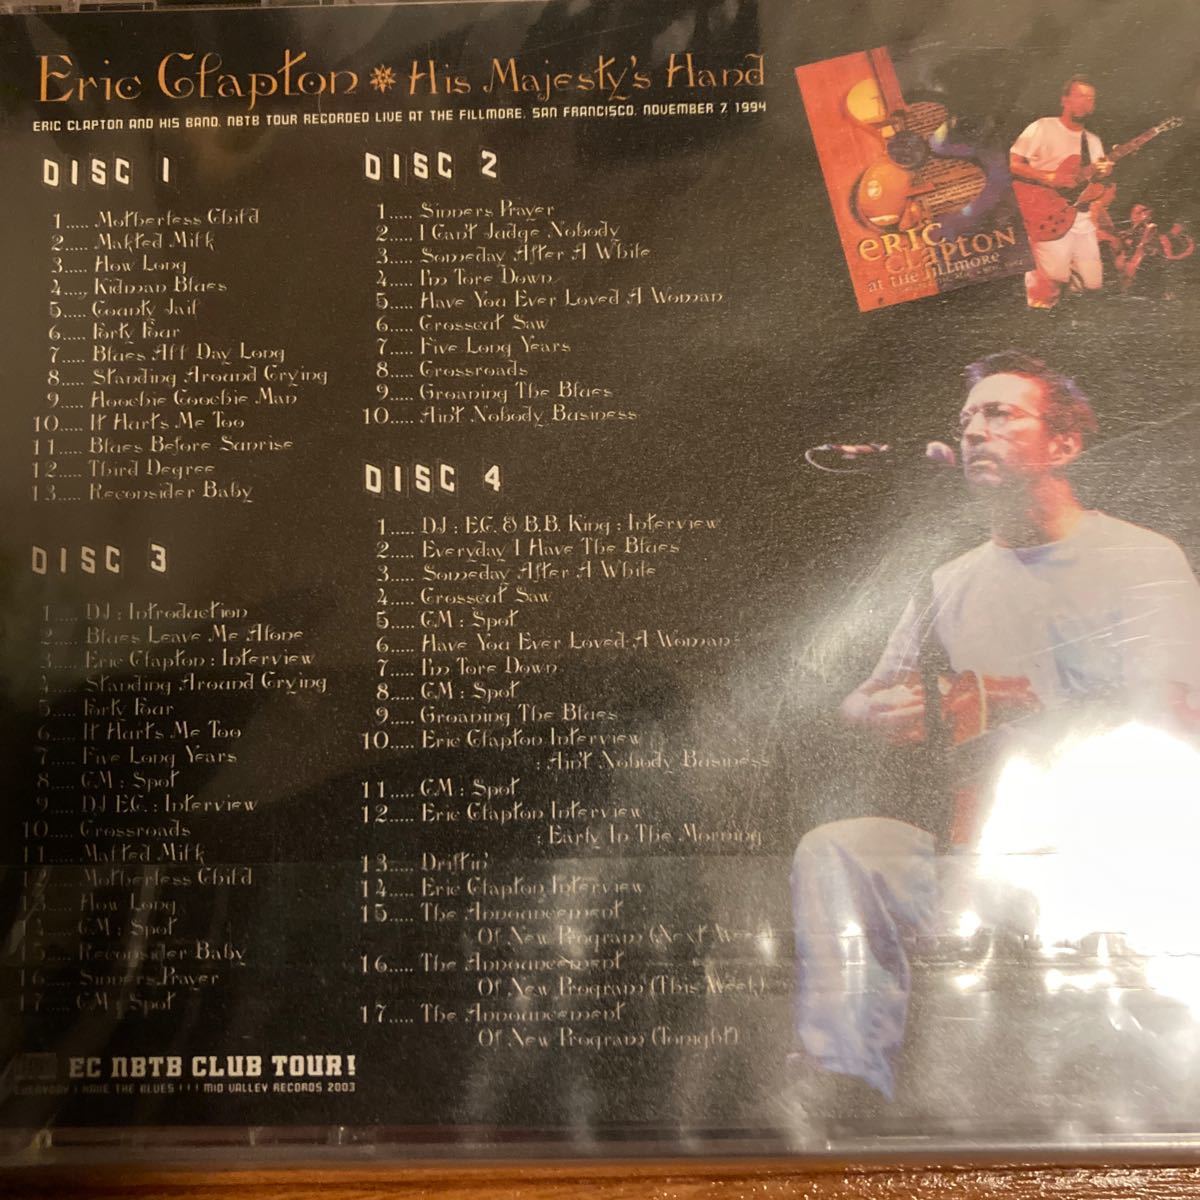 Eric Clapton * His Majesty's Hand
ERIC CLAPTON AND HIS BAND, NBTB TOUR RECORDED LIVE AT THE FILLMORE, SAN FRANCISCO, NOVEMBER 7, 1994
DISC 1
1..... Motherless Child
2..... Malted Milk
3..... How Long
4..... Kidman Blues
5..... County Jail
6..... Forty Four
7..... Blues All Day Long
8..... Standing Around Crying
9..... Hoochie Coochie Man
10..... It Hurts Me Too
11..... Blues Before Sunrise
12..... Third Degree
13..... Reconsider Baby
DISC 2
1..... Sinners Prayer
2..... I Can't Judge Nobody
3..... Someday After A While
4..... I'm Tore Down
5..... Have You Ever Loved A Woman
6..... Crosscut Saw
7..... Five Long Years
8..... Crossroads
9..... Groaning The Blues
10..... Ain't Nobody Business
DISC 3
1..... DJ : Introduction
2..... Blues Leave Me Alone
3..... Eric Clapton : Interview
4..... Standing Around Crying
5..... Forty Four
6..... It Hurts Me Too
7..... Five Long Years
8..... CM : Spot
9..... DJ E.C. : Interview
10..... Crossroads
11..... Malted Milk
12..... Motherless Child
13..... How Long
14..... CM : Spot
15..... Reconsider Baby
16..... Sinners Prayer
17..... CM : Spot
DISC 4
1..... DJ : E.C. & B.B. King : Interview
2..... Everyday I Have The Blues
3..... Someday After A While
4..... Crosscut Saw
5..... CM : Spot
6..... Have You Ever Loved A Woman
7..... I'm Tore Down
8..... CM : Spot
9..... Groaning The Blues
10..... Eric Clapton Interview
: Ain't Nobody Business
11..... CM : Spot
12..... Eric Clapton Interview
: Early In The Morning
13..... Driftin'
14..... Eric Clapton Interview
15..... The Announcement
Of New Program (Next Week)
16..... The Announcement
Of New Program (This Week)
17..... The Announcement
Of New Program (Tonight)
EC NBTB CLUB TOUR!
EVERYDAY I HAVE THE BLUES ! ! ! MID VALLEY RECORDS 2003
eRIC
CLAPTON
at the fillmore